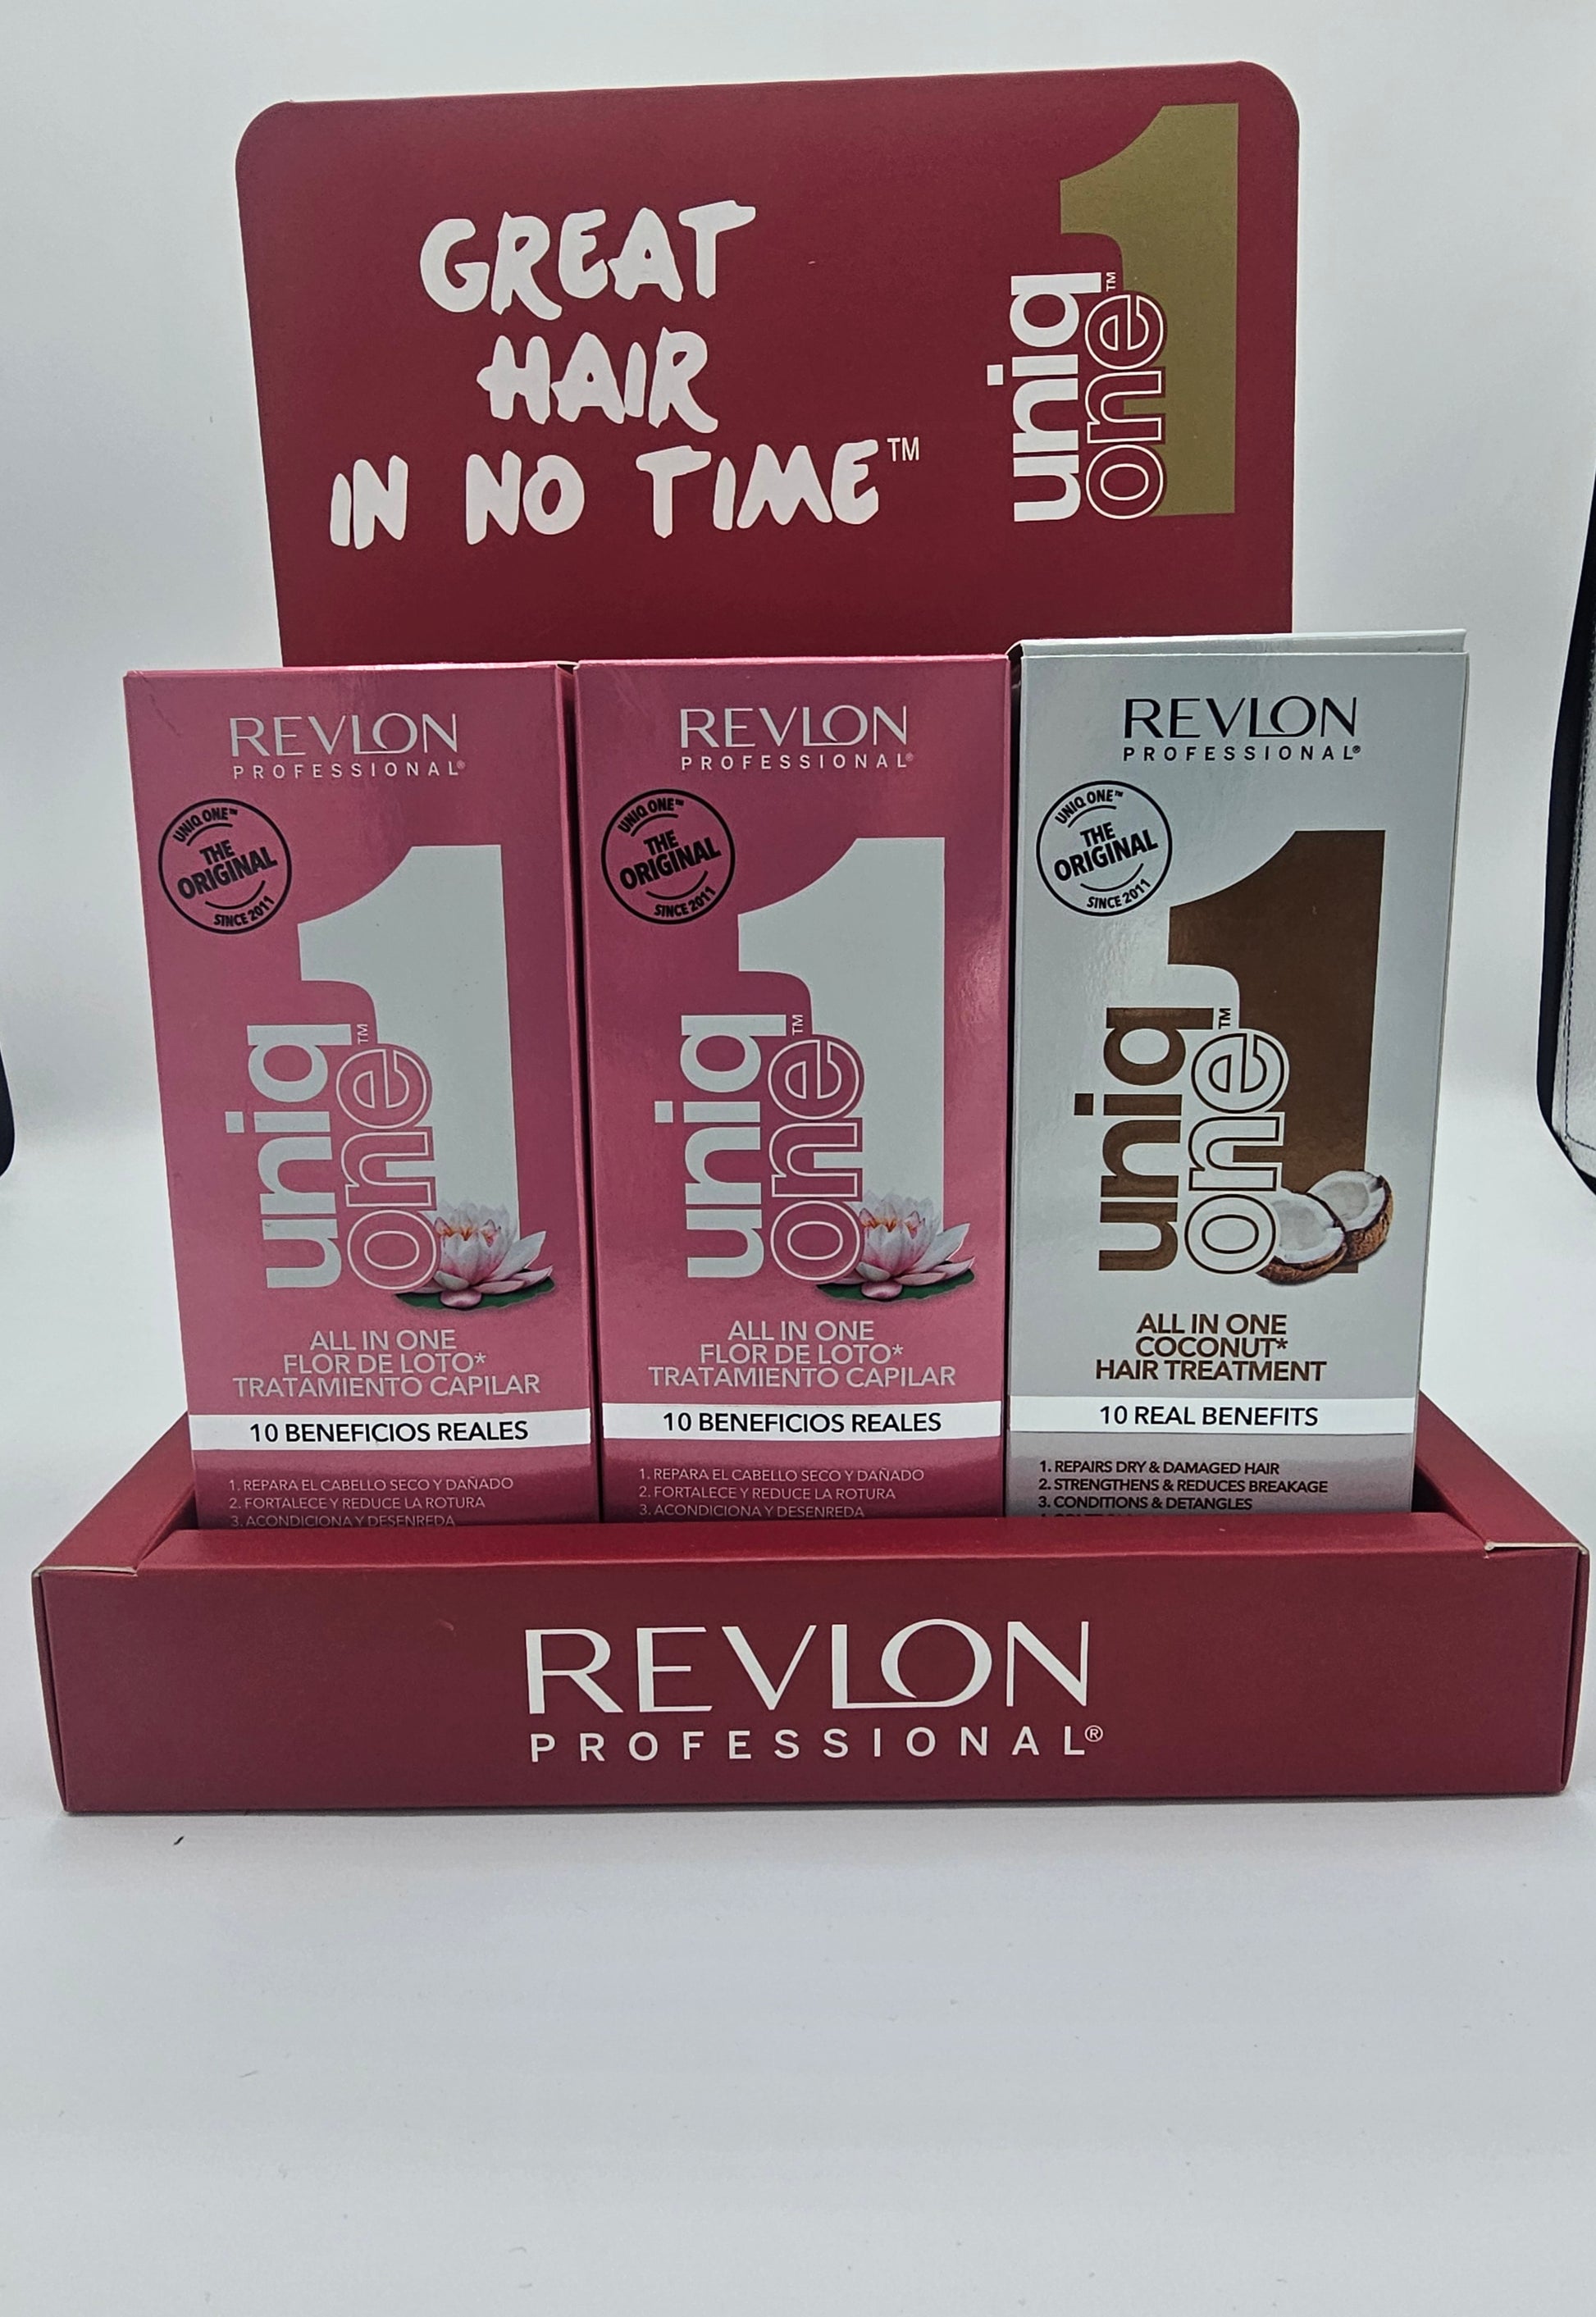 GREAT
HAIR
IN NO TIME™
uniq
one™
1
REVLON
PROFESSIONAL®
UNIQ ONE™
THE
ORIGINAL
SINCE 2011
1
uniq
one™
ALL IN ONE
FLOR DE LOTO*
TRATAMIENTO CAPILAR
10 BENEFICIOS REALES
1. REPARA EL CABELLO SECO Y DAÑADO
2. FORTALECE Y REDUCE LA ROTURA
3. ACONDICIONA Y DESENREDA
REVLON
PROFESSIONAL®
UNIQ ONE™
THE
ORIGINAL
SINCE 2011
1
uniq
one™
ALL IN ONE
FLOR DE LOTO*
TRATAMIENTO CAPILAR
10 BENEFICIOS REALES
1. REPARA EL CABELLO SECO Y DAÑADO
2. FORTALECE Y REDUCE LA ROTURA
3. ACONDICIONA Y DESENREDA
REVLON
PROFESSIONAL®
UNIQ ONE™
THE
ORIGINAL
SINCE 2011
1
uniq
one™
ALL IN ONE
COCONUT*
HAIR TREATMENT
10 REAL BENEFITS
1. REPAIRS DRY & DAMAGED HAIR
2. STRENGTHENS & REDUCES BREAKAGE
3. CONDITIONS & DETANGLES
REVLON
PROFESSIONAL®